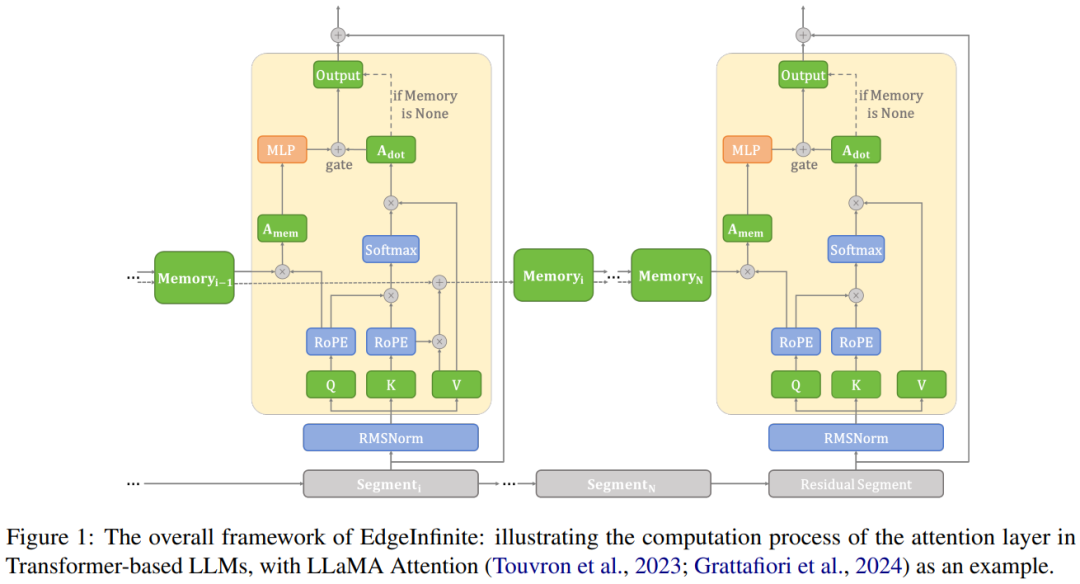 Output
if Memory
is None
MLP
gate
A_dot
A_mem
Softmax
Memory_{i−1}
RoPE
RoPE
Q
K
V
RMSNorm
...
Segment_i
...
Segment_N
...
Memory_i
...
Memory_N
Output
if Memory
is None
MLP
gate
A_dot
A_mem
Softmax
RoPE
RoPE
Q
K
V
RMSNorm
Residual Segment
Figure 1: The overall framework of EdgeInfinite: illustrating the computation process of the attention layer in
Transformer-based LLMs, with LLaMA Attention (Touvron et al., 2023; Grattafiori et al., 2024) as an example.